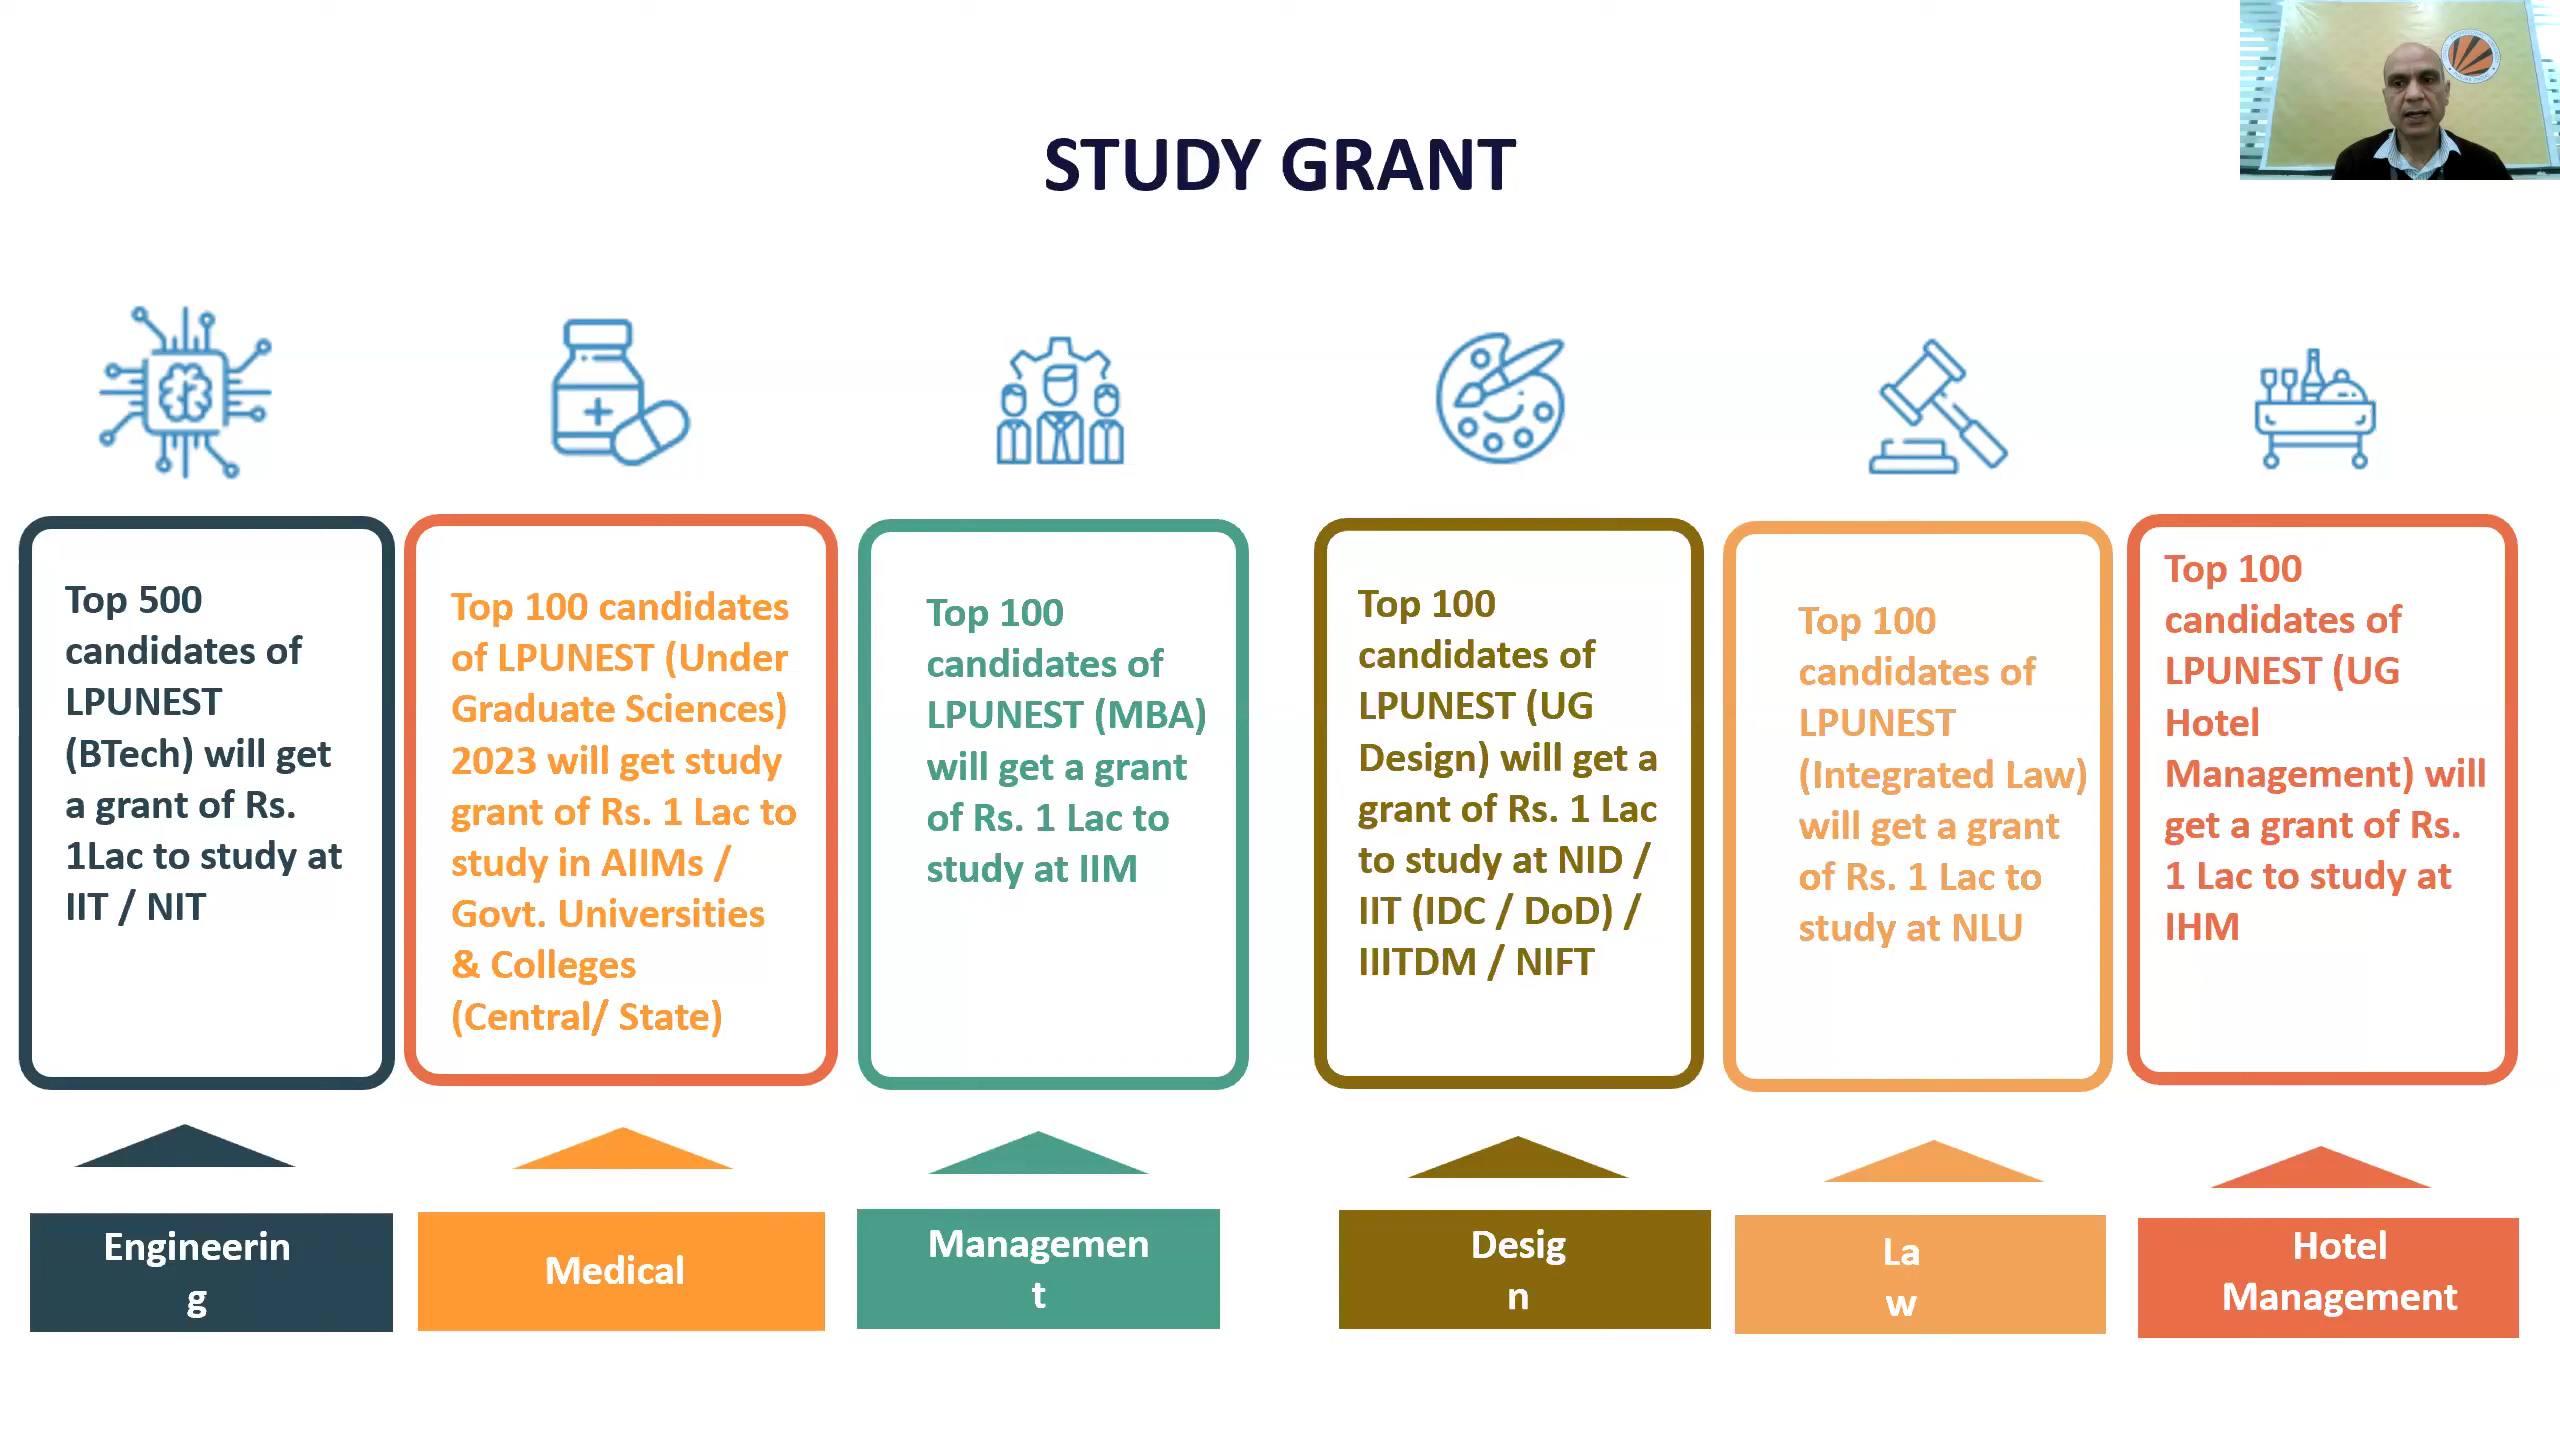 STUDY GRANT
Top 500
candidates of
LPUNEST
(BTech) will get
a grant of Rs.
1Lac to study at
IIT / NIT
Top 100 candidates
of LPUNEST (Under
Graduate Sciences)
2023 will get study
grant of Rs. 1 Lac to
study in AIIMs /
Govt. Universities
& Colleges
(Central/ State)
Top 100
candidates of
LPUNEST (MBA)
will get a grant
of Rs. 1 Lac to
study at IIM
Top 100
candidates of
LPUNEST (UG
Design) will get a
grant of Rs. 1 Lac
to study at NID /
IIT (IDC / DoD) /
IIITDM / NIFT
Top 100
candidates of
LPUNEST
(Integrated Law)
will get a grant
of Rs. 1 Lac to
study at NLU
Top 100
candidates of
LPUNEST (UG
Hotel
Management) will
get a grant of Rs.
1 Lac to study at
IHM
Engineerin
g
Medical
Managemen
t
Desig
n
La
w
Hotel
Management